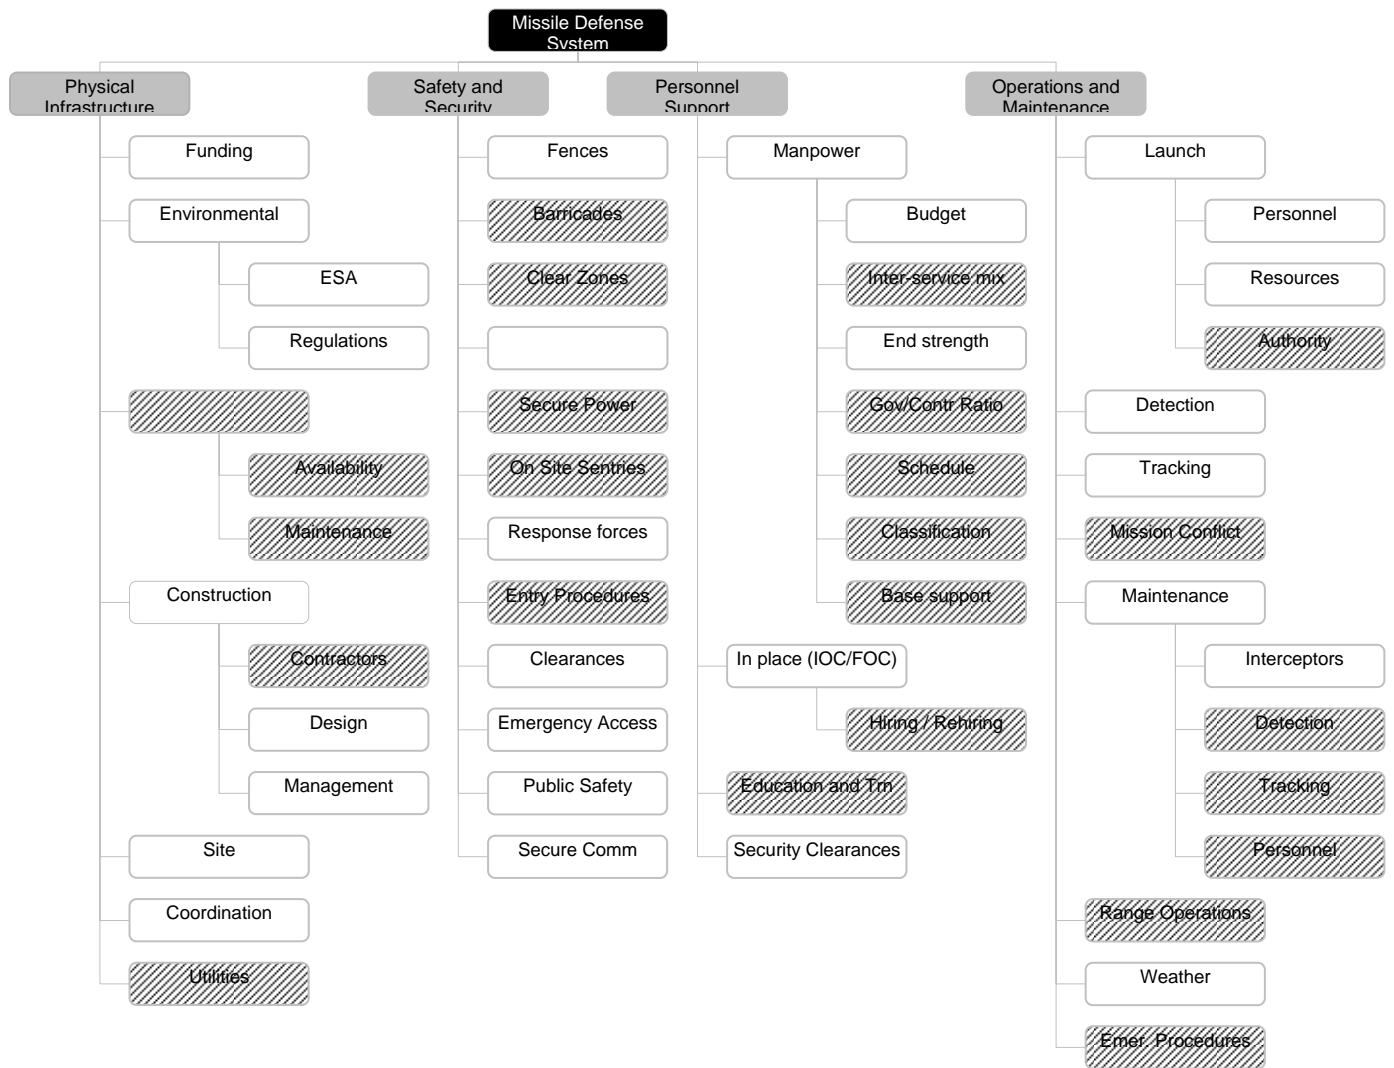 Missile Defense
System
Physical
Infrastructure
Funding
Environmental
ESA
Regulations
Availability
Maintenance
Construction
Contractors
Design
Management
Site
Coordination
Utilities
Safety and
Security
Fences
Barricades
Clear Zones
Secure Power
On Site Sentries
Response forces
Entry Procedures
Clearances
Emergency Access
Public Safety
Secure Comm
Personnel
Support
Manpower
Budget
Inter-service mix
End strength
Gov/Contr Ratio
Schedule
Classification
Base support
In place (IOC/FOC)
Hiring / Rehiring
Education and Trn
Security Clearances
Operations and
Maintenance
Launch
Personnel
Resources
Authority
Detection
Tracking
Mission Conflict
Maintenance
Interceptors
Detection
Tracking
Personnel
Range Operations
Weather
Emer. Procedures